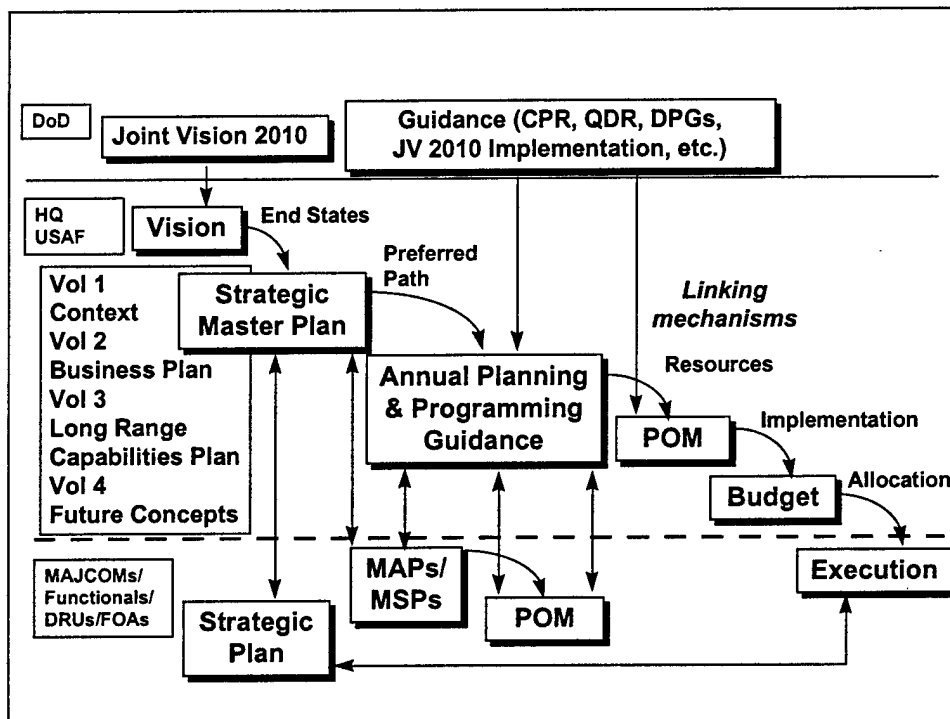 DoD
Joint Vision 2010
Guidance (CPR, QDR, DPGs,
JV 2010 Implementation, etc.)
HQ
USAF
Vision
End States
Preferred
Path
Vol 1
Context
Vol 2
Business Plan
Vol 3
Long Range
Capabilities Plan
Vol 4
Future Concepts
Strategic
Master Plan
Linking
mechanisms
Annual Planning
& Programming
Guidance
Resources
POM
Implementation
Budget
Allocation
MAJCOMs/
Functionals/
DRUs/FOAs
Strategic
Plan
MAPs/
MSPs
POM
Execution